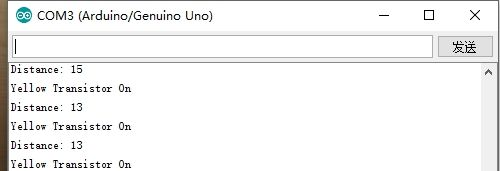 COM3 (Arduino/Genuino Uno)
发送
Distance: 15
Yellow Transistor On
Distance: 13
Yellow Transistor On
Distance: 13
Yellow Transistor On